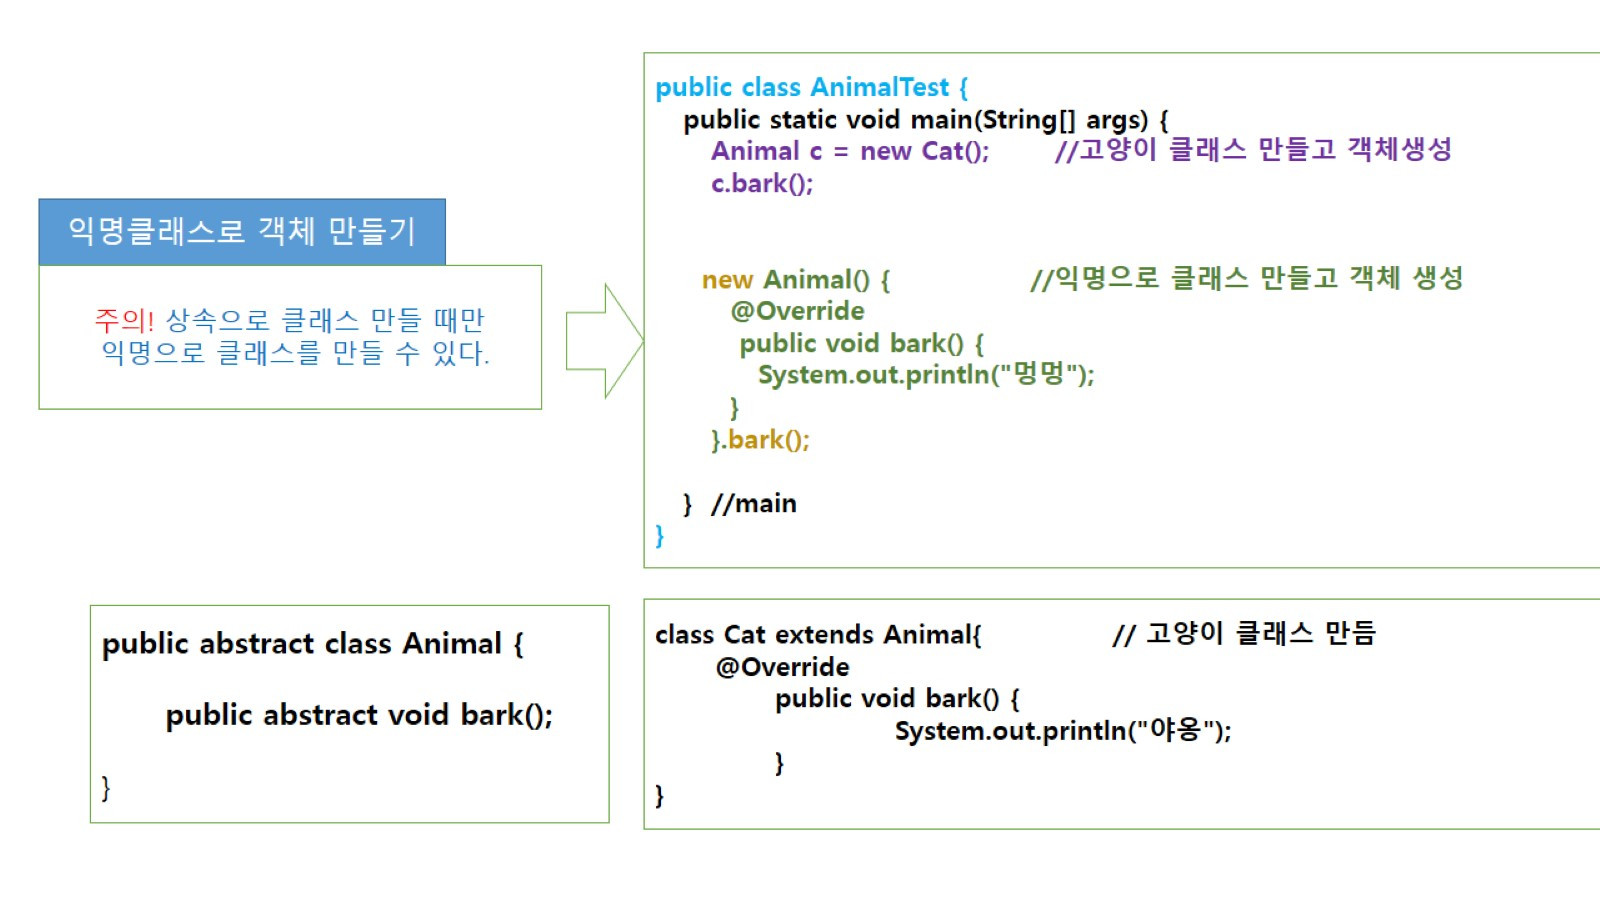 익명클래스로 객체 만들기
주의! 상속으로 클래스 만들 때만
익명으로 클래스를 만들 수 있다.
public class AnimalTest {
public static void main(String[] args) {
Animal c = new Cat(); //고양이 클래스 만들고 객체생성
c.bark();
new Animal() { //익명으로 클래스 만들고 객체 생성
@Override
public void bark() {
System.out.println("멍멍");
}
}.bark();
} //main
}
public abstract class Animal {
public abstract void bark();
}
class Cat extends Animal{ // 고양이 클래스 만듬
@Override
public void bark() {
System.out.println("야옹");
}
}